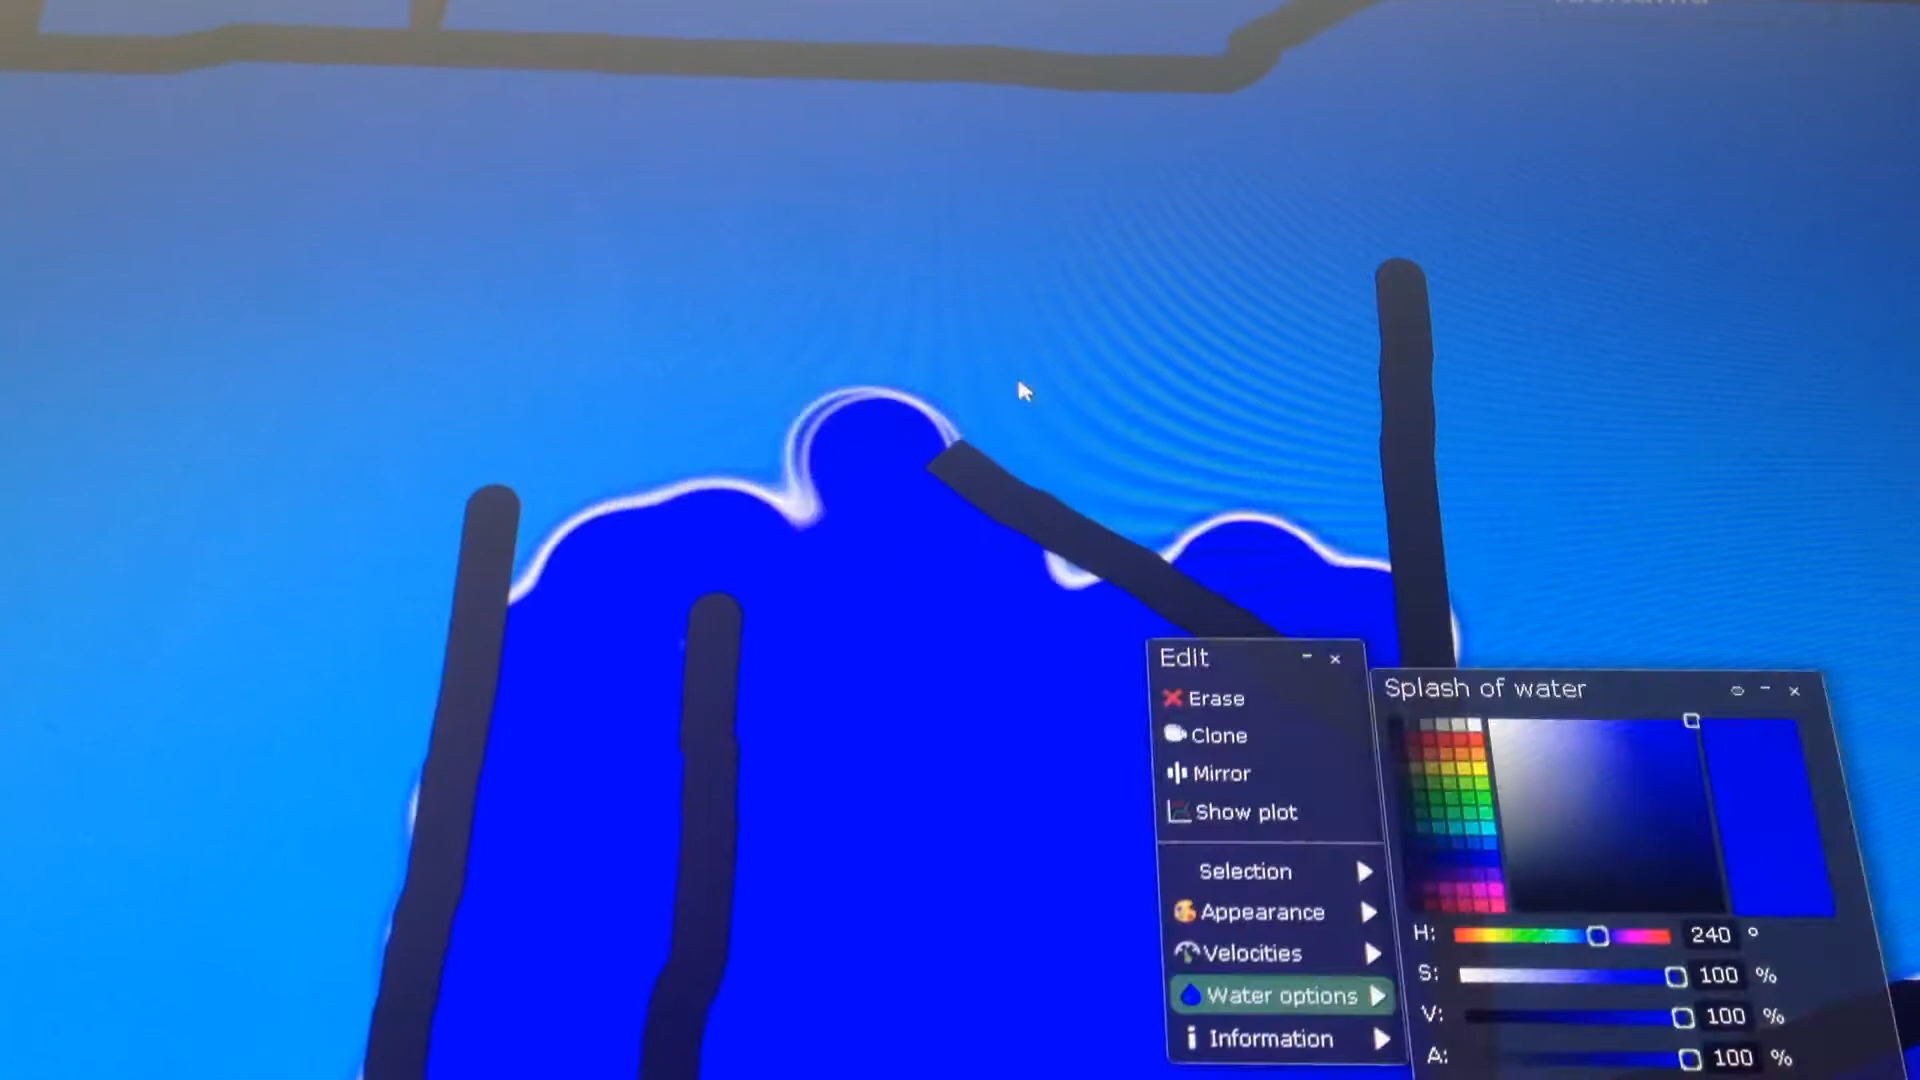 Edit
Erase
Clone
Mirror
Show plot
Selection
Appearance
Velocities
Water options
Information
Splash of water
H: 240 °
S: 100 %
V: 100 %
A: 100 %